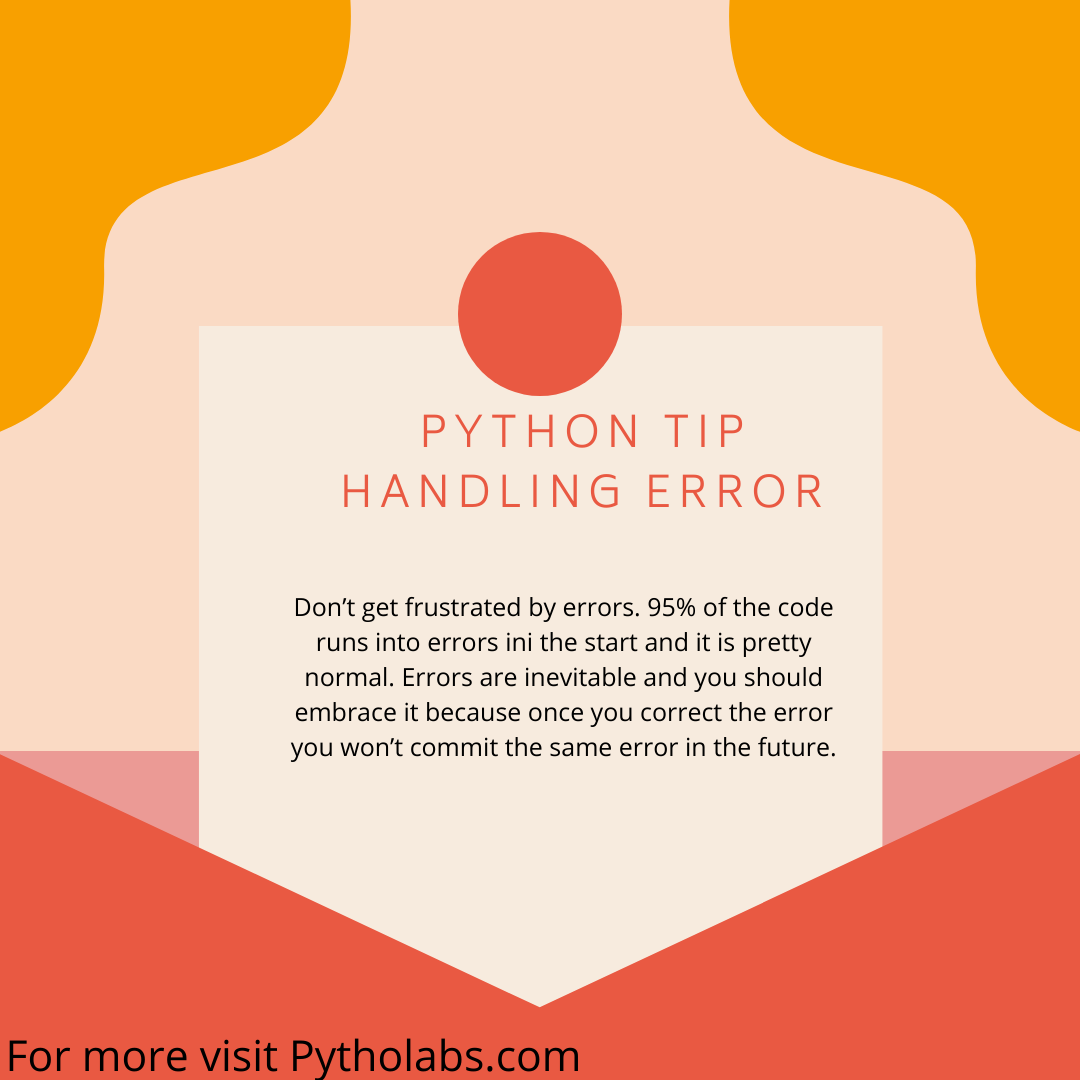 PYTHON TIP
HANDLING ERROR
Don’t get frustrated by errors. 95% of the code
runs into errors ini the start and it is pretty
normal. Errors are inevitable and you should
embrace it because once you correct the error
you won’t commit the same error in the future.
For more visit Pytholabs.com